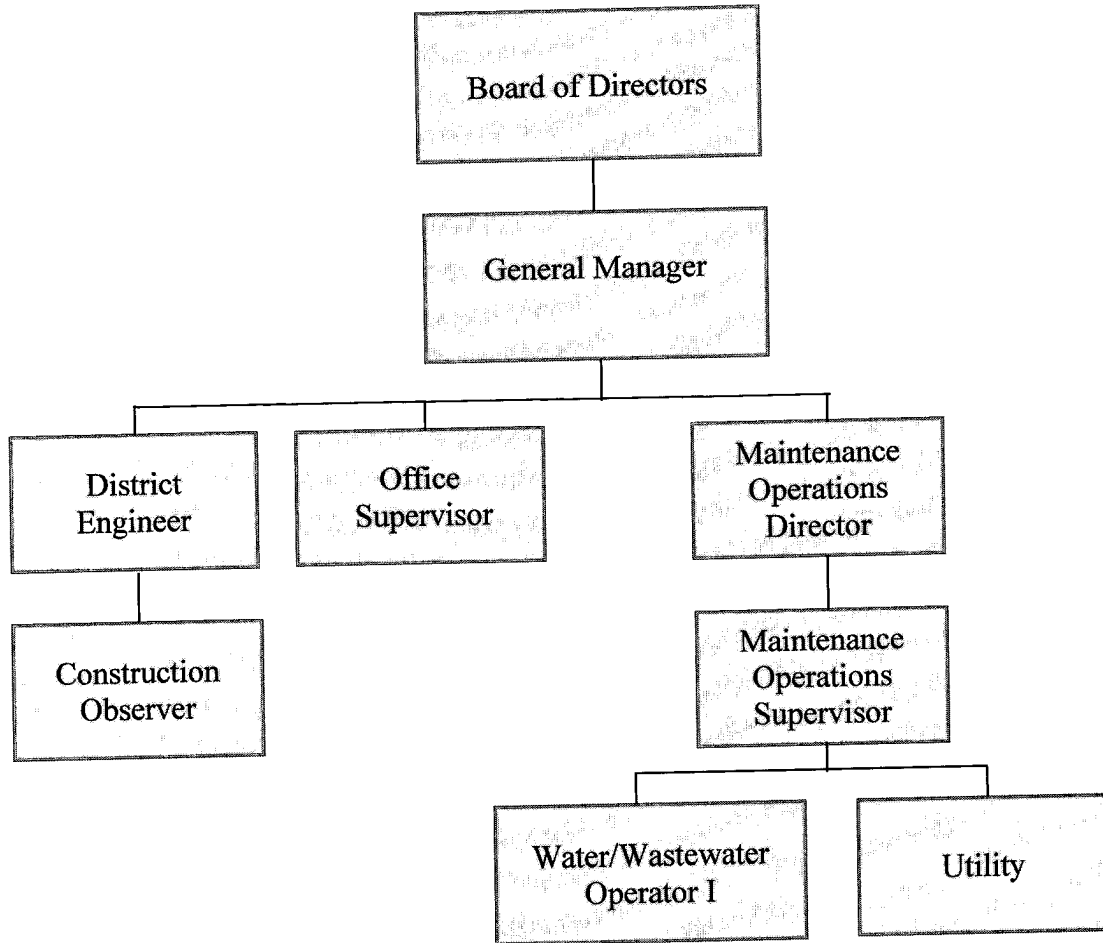 Board of Directors
General Manager
District
Engineer
Office
Supervisor
Maintenance
Operations
Director
Construction
Observer
Maintenance
Operations
Supervisor
Water/Wastewater
Operator I
Utility